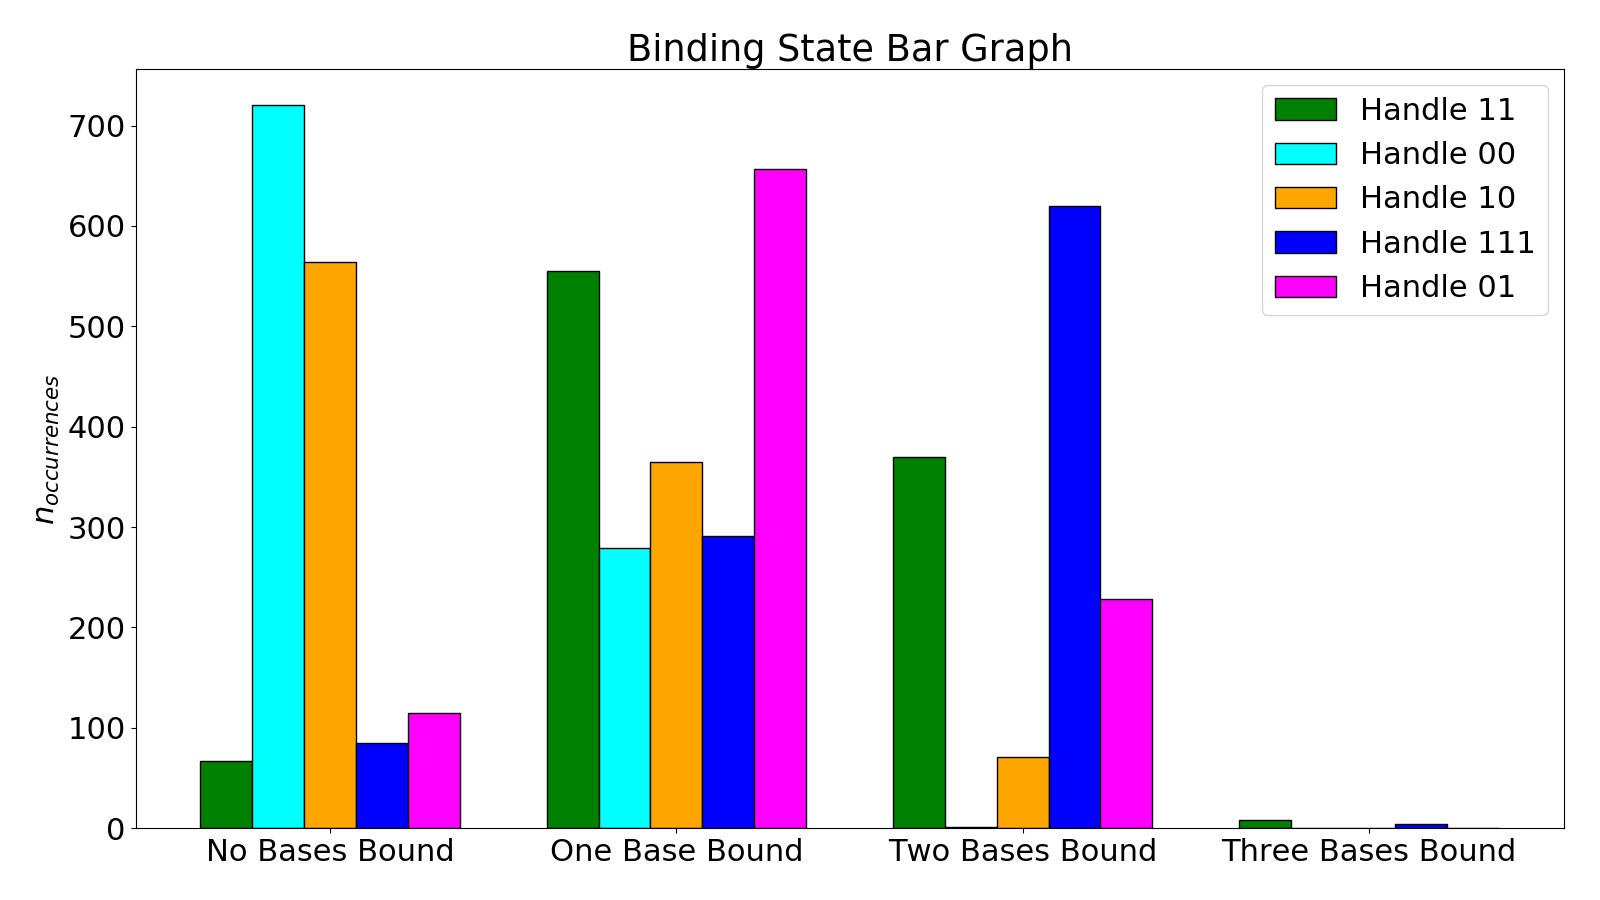 Binding State Bar Graph
700
600
500
400
300
200
100
0
n_occurrences
Handle 11
Handle 00
Handle 10
Handle 111
Handle 01
No Bases Bound
One Base Bound
Two Bases Bound
Three Bases Bound